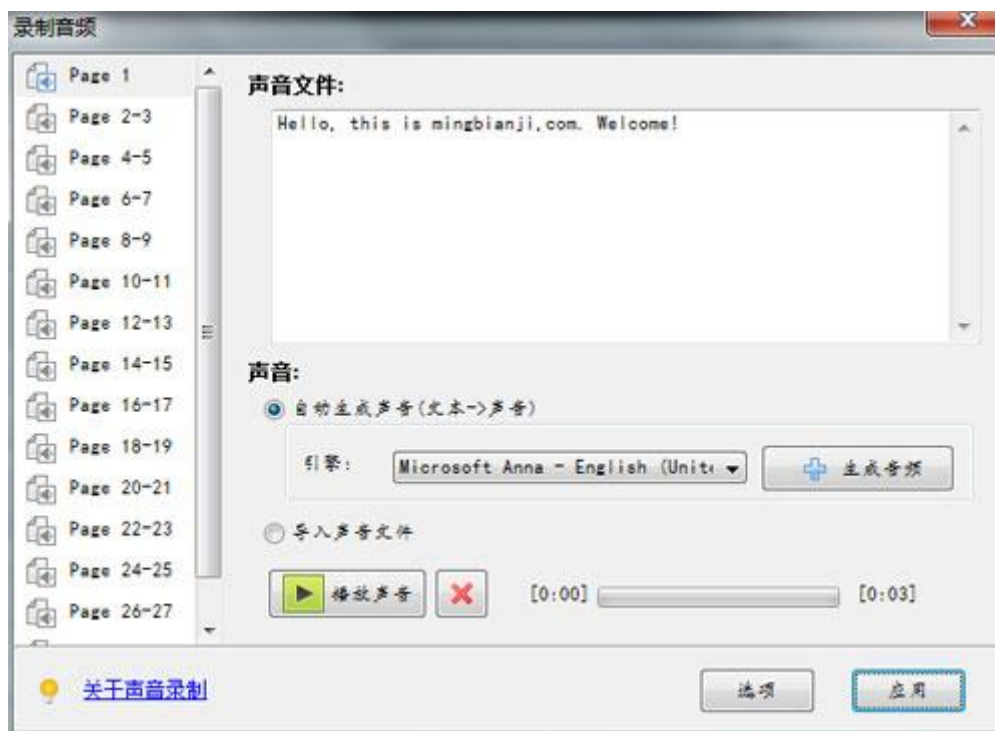 录制音频
Page 1
Page 2-3
Page 4-5
Page 6-7
Page 8-9
Page 10-11
Page 12-13
Page 14-15
Page 16-17
Page 18-19
Page 20-21
Page 22-23
Page 24-25
Page 26-27
声音文件:
Hello, this is mingbianji.com. Welcome!
声音:
自动生成声音(文本->声音)
引擎:
Microsoft Anna - English (Unite
生成音频
导入声音文件
播放声音
[0:00]
[0:03]
关于声音录制
选项
应用